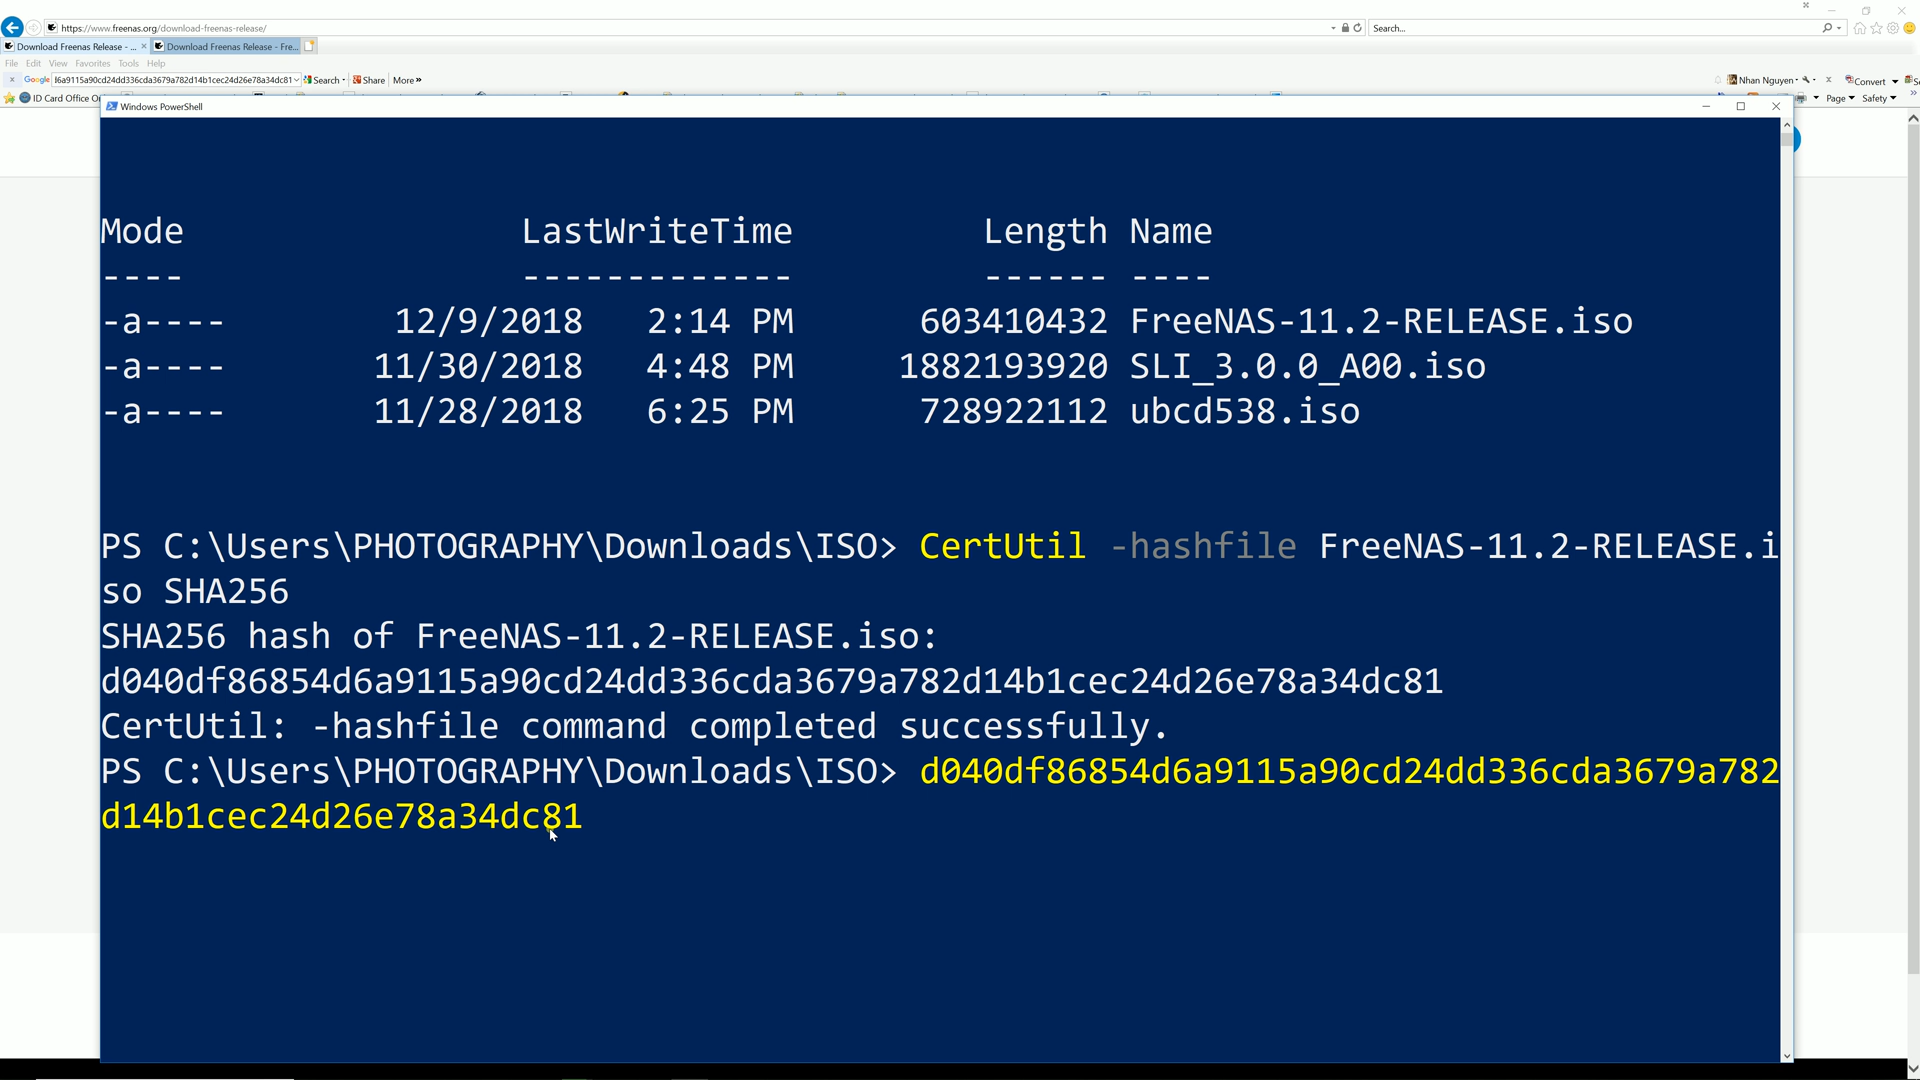 https://www.freenas.org/download-freenas-release/
Search...
Download Freenas Release - ...
Download Freenas Release - Fre...
File Edit View Favorites Tools Help
Google
f6a9115a90cd24dd336cda3679a782d14b1cec24d26e78a34dc81
Search
Share
More »
Nhan Nguyen
Convert
ID Card Office
Page
Safety
Windows PowerShell
Mode LastWriteTime Length Name
---- ------------- ------ ----
-a---- 12/9/2018 2:14 PM 603410432 FreeNAS-11.2-RELEASE.iso
-a---- 11/30/2018 4:48 PM 1882193920 SLI_3.0.0_A00.iso
-a---- 11/28/2018 6:25 PM 728922112 ubcd538.iso
PS C:\Users\PHOTOGRAPHY\Downloads\ISO> CertUtil -hashfile FreeNAS-11.2-RELEASE.i
so SHA256
SHA256 hash of FreeNAS-11.2-RELEASE.iso:
d040df86854d6a9115a90cd24dd336cda3679a782d14b1cec24d26e78a34dc81
CertUtil: -hashfile command completed successfully.
PS C:\Users\PHOTOGRAPHY\Downloads\ISO> d040df86854d6a9115a90cd24dd336cda3679a782
d14b1cec24d26e78a34dc81